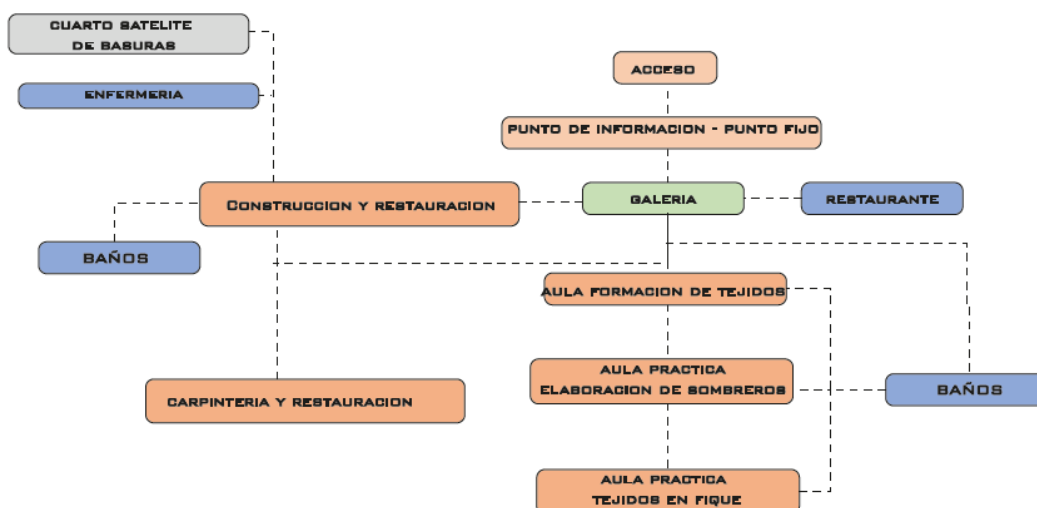 CUARTO SATELITE
DE BASURAS
ACCESO
ENFERMERIA
PUNTO DE INFORMACION - PUNTO FIJO
CONSTRUCCION Y RESTAURACION
GALERIA
RESTAURANTE
BAÑOS
AULA FORMACION DE TEJIDOS
AULA PRACTICA
ELABORACION DE SOMBREROS
BAÑOS
CARPINTERIA Y RESTAURACION
AULA PRACTICA
TEJIDOS EN FIQUE